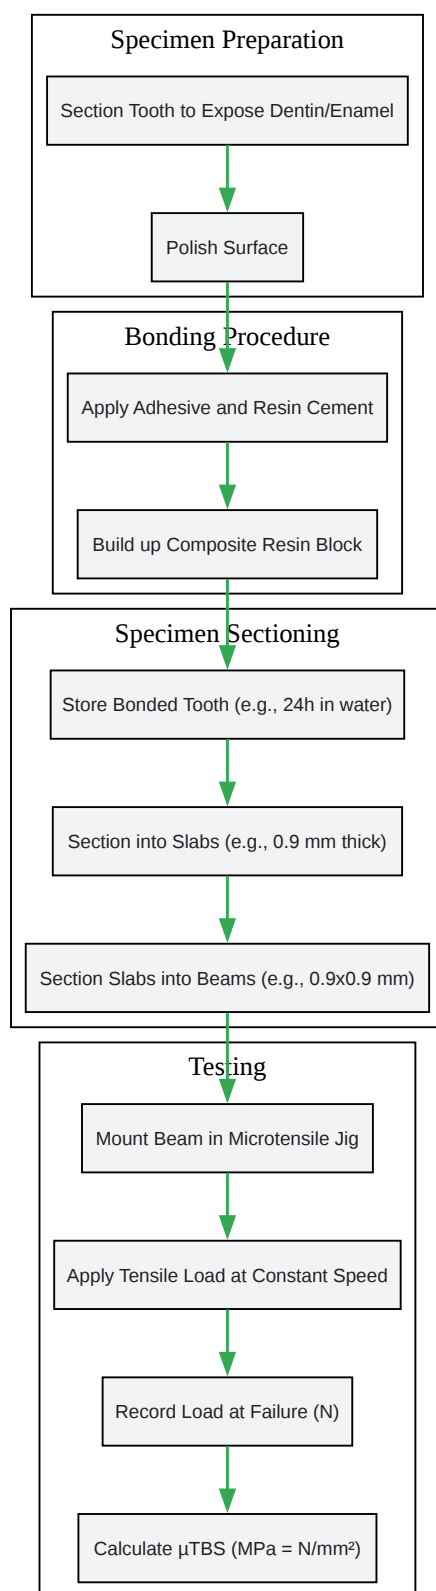 Specimen Preparation
Section Tooth to Expose Dentin/Enamel
Polish Surface
Bonding Procedure
Apply Adhesive and Resin Cement
Build up Composite Resin Block
Specimen Sectioning
Store Bonded Tooth (e.g., 24h in water)
Section into Slabs (e.g., 0.9 mm thick)
Section Slabs into Beams (e.g., 0.9x0.9 mm)
Testing
Mount Beam in Microtensile Jig
Apply Tensile Load at Constant Speed
Record Load at Failure (N)
Calculate µTBS (MPa = N/mm²)